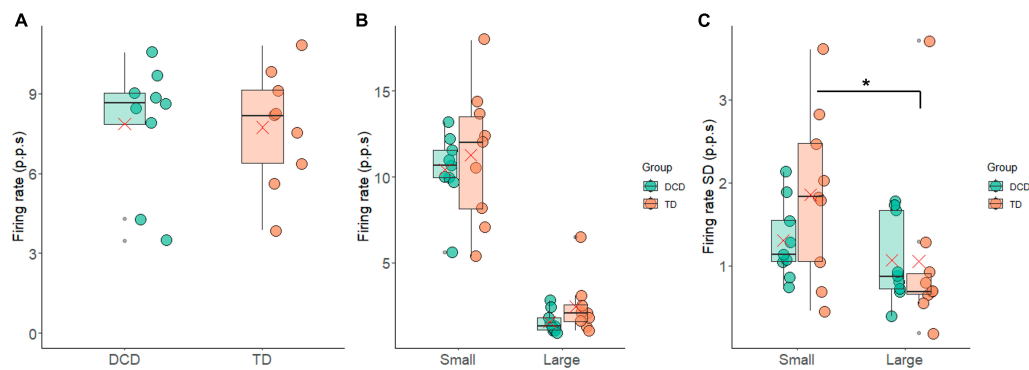 A
Firing rate (p.p.s)
9
6
3
0
DCD
TD
B
Firing rate (p.p.s)
15
10
5
Small
Large
Group
DCD
TD
C
Firing rate SD (p.p.s)
3
2
1
*
Small
Large
Group
DCD
TD